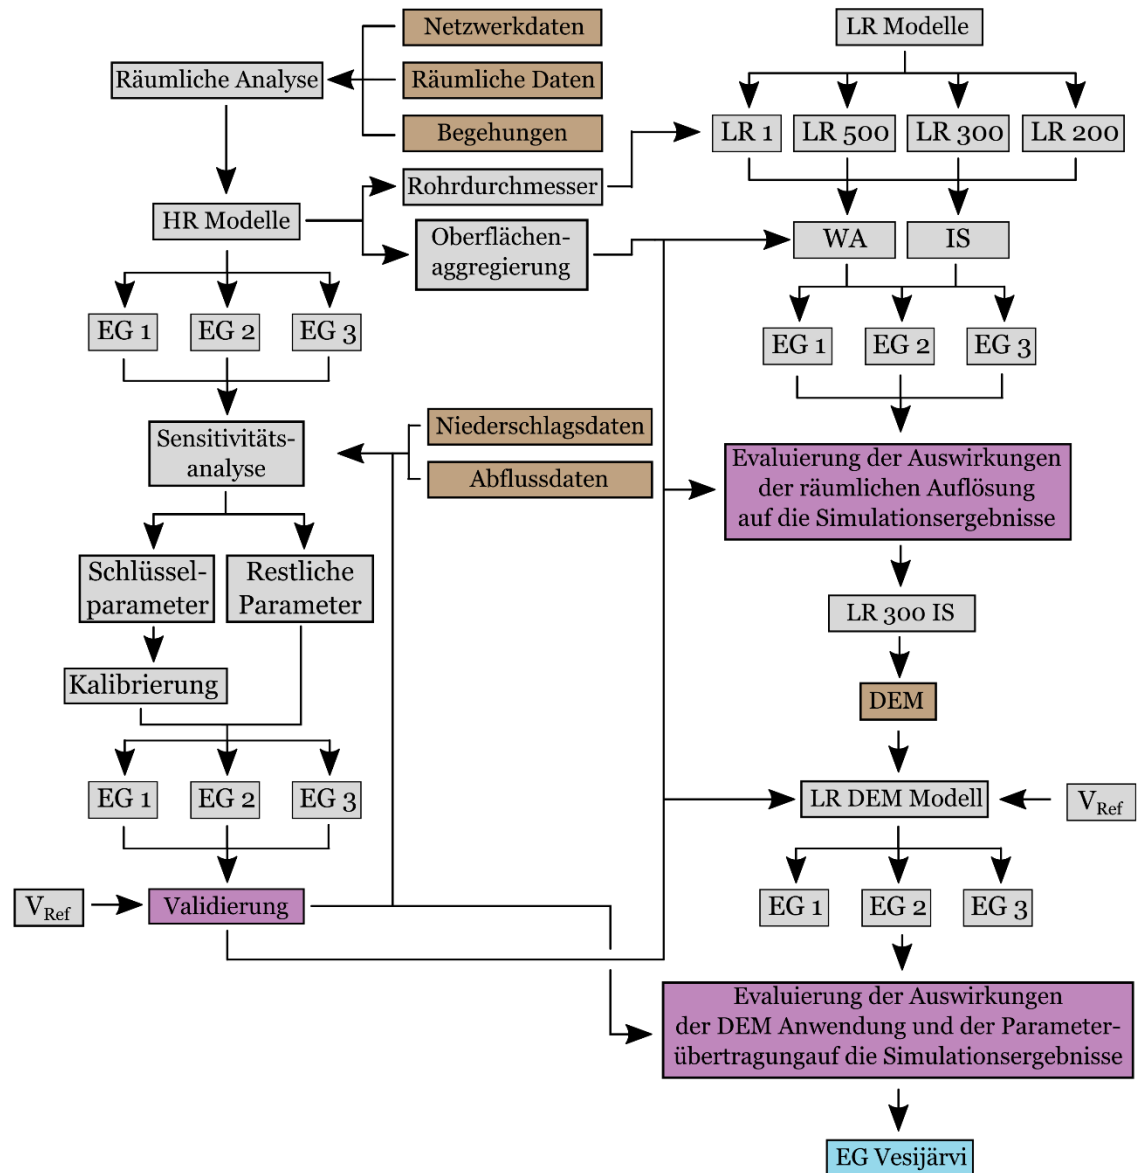 Netzwerkdaten
Räumliche Daten
Begehungen
Räumliche Analyse
HR Modelle
Rohrdurchmesser
Oberflächen-
aggregierung
EG 1
EG 2
EG 3
Sensitivitäts-
analyse
Niederschlagsdaten
Abflussdaten
Schlüssel-
parameter
Restliche
Parameter
Kalibrierung
EG 1
EG 2
EG 3
VRef
Validierung
LR Modelle
LR 1
LR 500
LR 300
LR 200
WA
IS
EG 1
EG 2
EG 3
Evaluierung der Auswirkungen
der räumlichen Auflösung
auf die Simulationsergebnisse
LR 300 IS
DEM
LR DEM Modell
VRef
EG 1
EG 2
EG 3
Evaluierung der Auswirkungen
der DEM Anwendung und der Parameter-
übertragungauf die Simulationsergebnisse
EG Vesijärvi